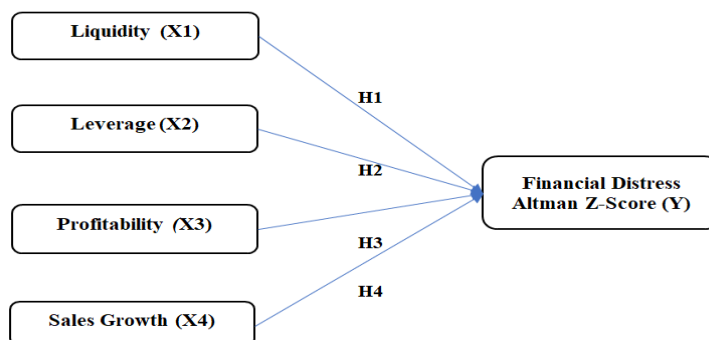 Liquidity (X1)
H1
Leverage (X2)
H2
Financial Distress
Altman Z-Score (Y)
Profitability (X3)
H3
H4
Sales Growth (X4)